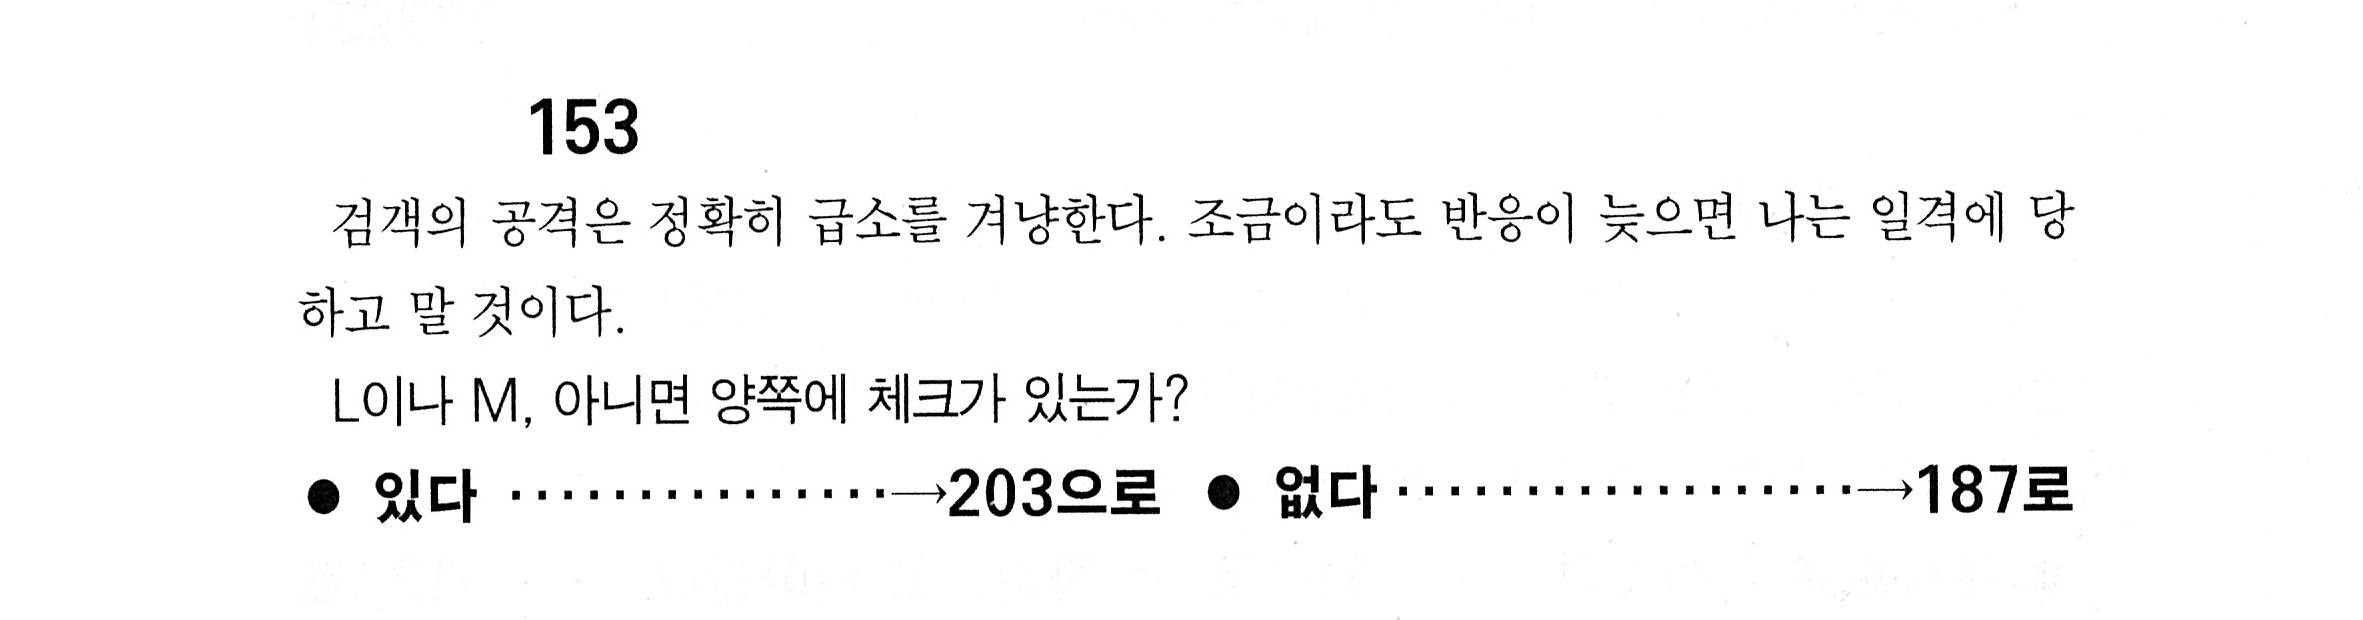 153
검객의 공격은 정확히 급소를 겨냥한다. 조금이라도 반응이 늦으면 나는 일격에 당
하고 말 것이다.
L이나 M, 아니면 양쪽에 체크가 있는가?
● 있다 ···············→203으로 ● 없다 ··················→187로